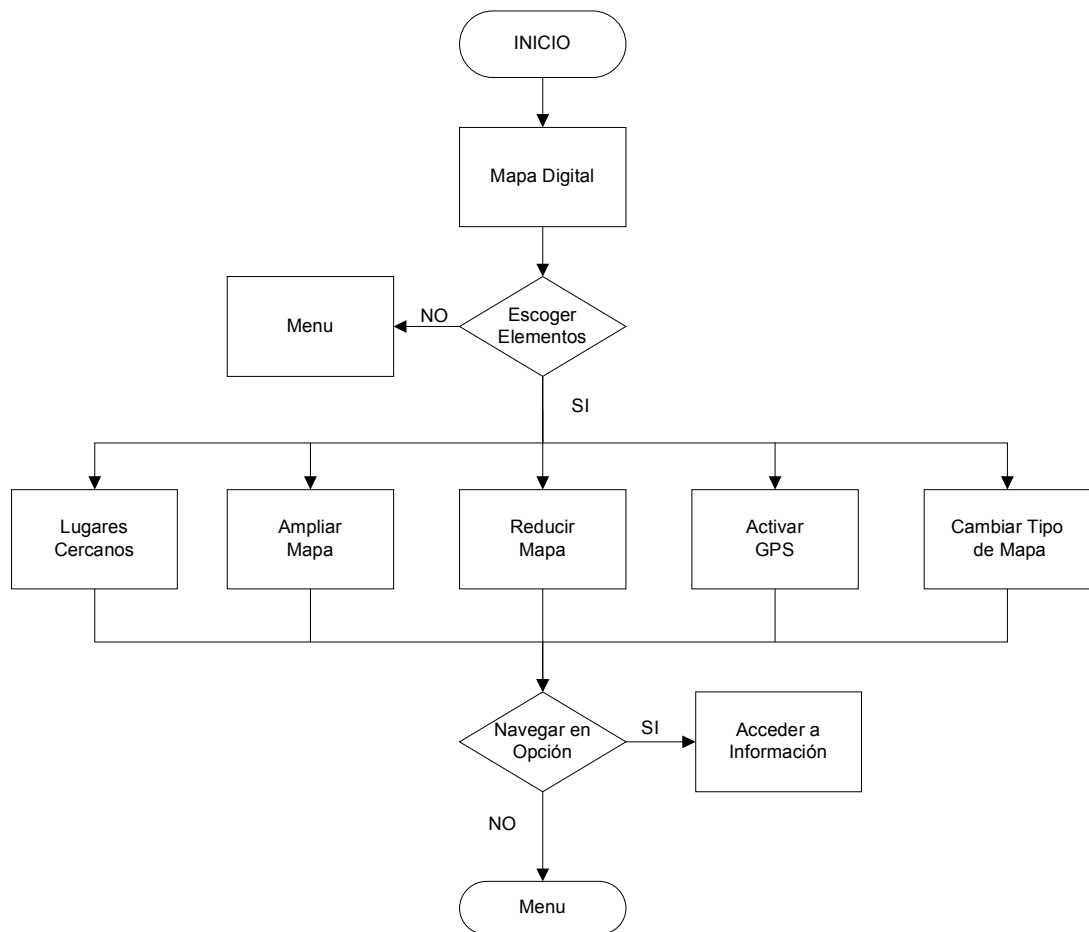 INICIO
Mapa Digital
Escoger
Elementos
NO
Menu
SI
Lugares
Cercanos
Ampliar
Mapa
Reducir
Mapa
Activar
GPS
Cambiar Tipo
de Mapa
Navegar en
Opción
SI
Acceder a
Información
NO
Menu